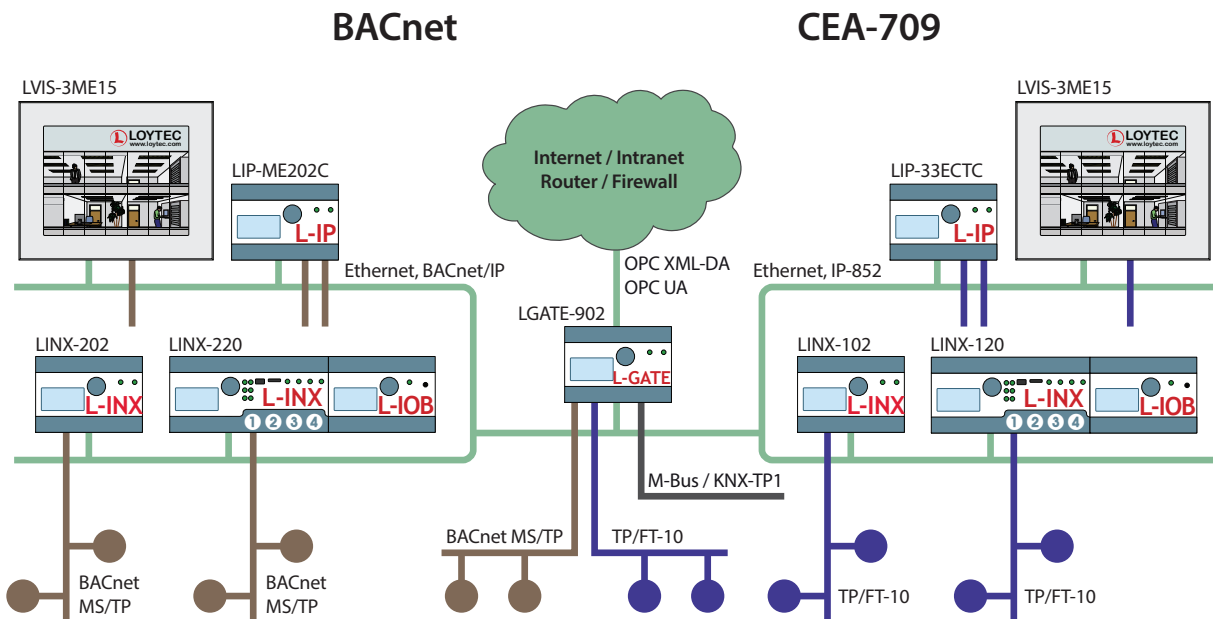 BACnet
CEA-709
LVIS-3ME15
LOYTEC
www.loytec.com
LIP-ME202C
L-IP
Ethernet, BACnet/IP
Internet / Intranet
Router / Firewall
OPC XML-DA
OPC UA
LIP-33ECTC
L-IP
Ethernet, IP-852
LVIS-3ME15
LOYTEC
www.loytec.com
LINX-202
L-INX
LINX-220
L-INX
1 2 3 4
L-IOB
LGATE-902
L-GATE
LINX-102
L-INX
LINX-120
L-INX
1 2 3 4
L-IOB
M-Bus / KNX-TP1
BACnet MS/TP
TP/FT-10
BACnet
MS/TP
BACnet
MS/TP
TP/FT-10
TP/FT-10